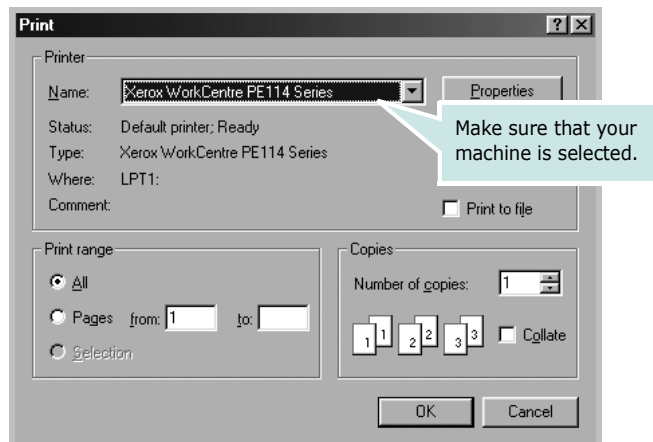 Print
Printer
Name: Xerox WorkCentre PE114 Series Properties
Status: Default printer; Ready
Type: Xerox WorkCentre PE114 Series
Where: LPT1:
Comment: Print to file
Make sure that your
machine is selected.
Print range
All
Pages from: 1 to:
Selection
Copies
Number of copies: 1
1 1 2 2 3 3 Collate
OK Cancel